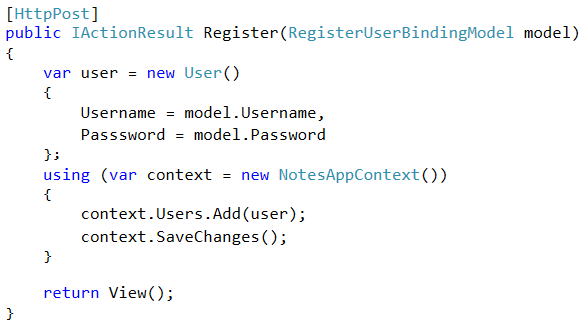 [HttpPost]
public IActionResult Register(RegisterUserBindingModel model)
{
    var user = new User()
    {
        Username = model.Username,
        Passsword = model.Password
    };
    using (var context = new NotesAppContext())
    {
        context.Users.Add(user);
        context.SaveChanges();
    }

    return View();
}